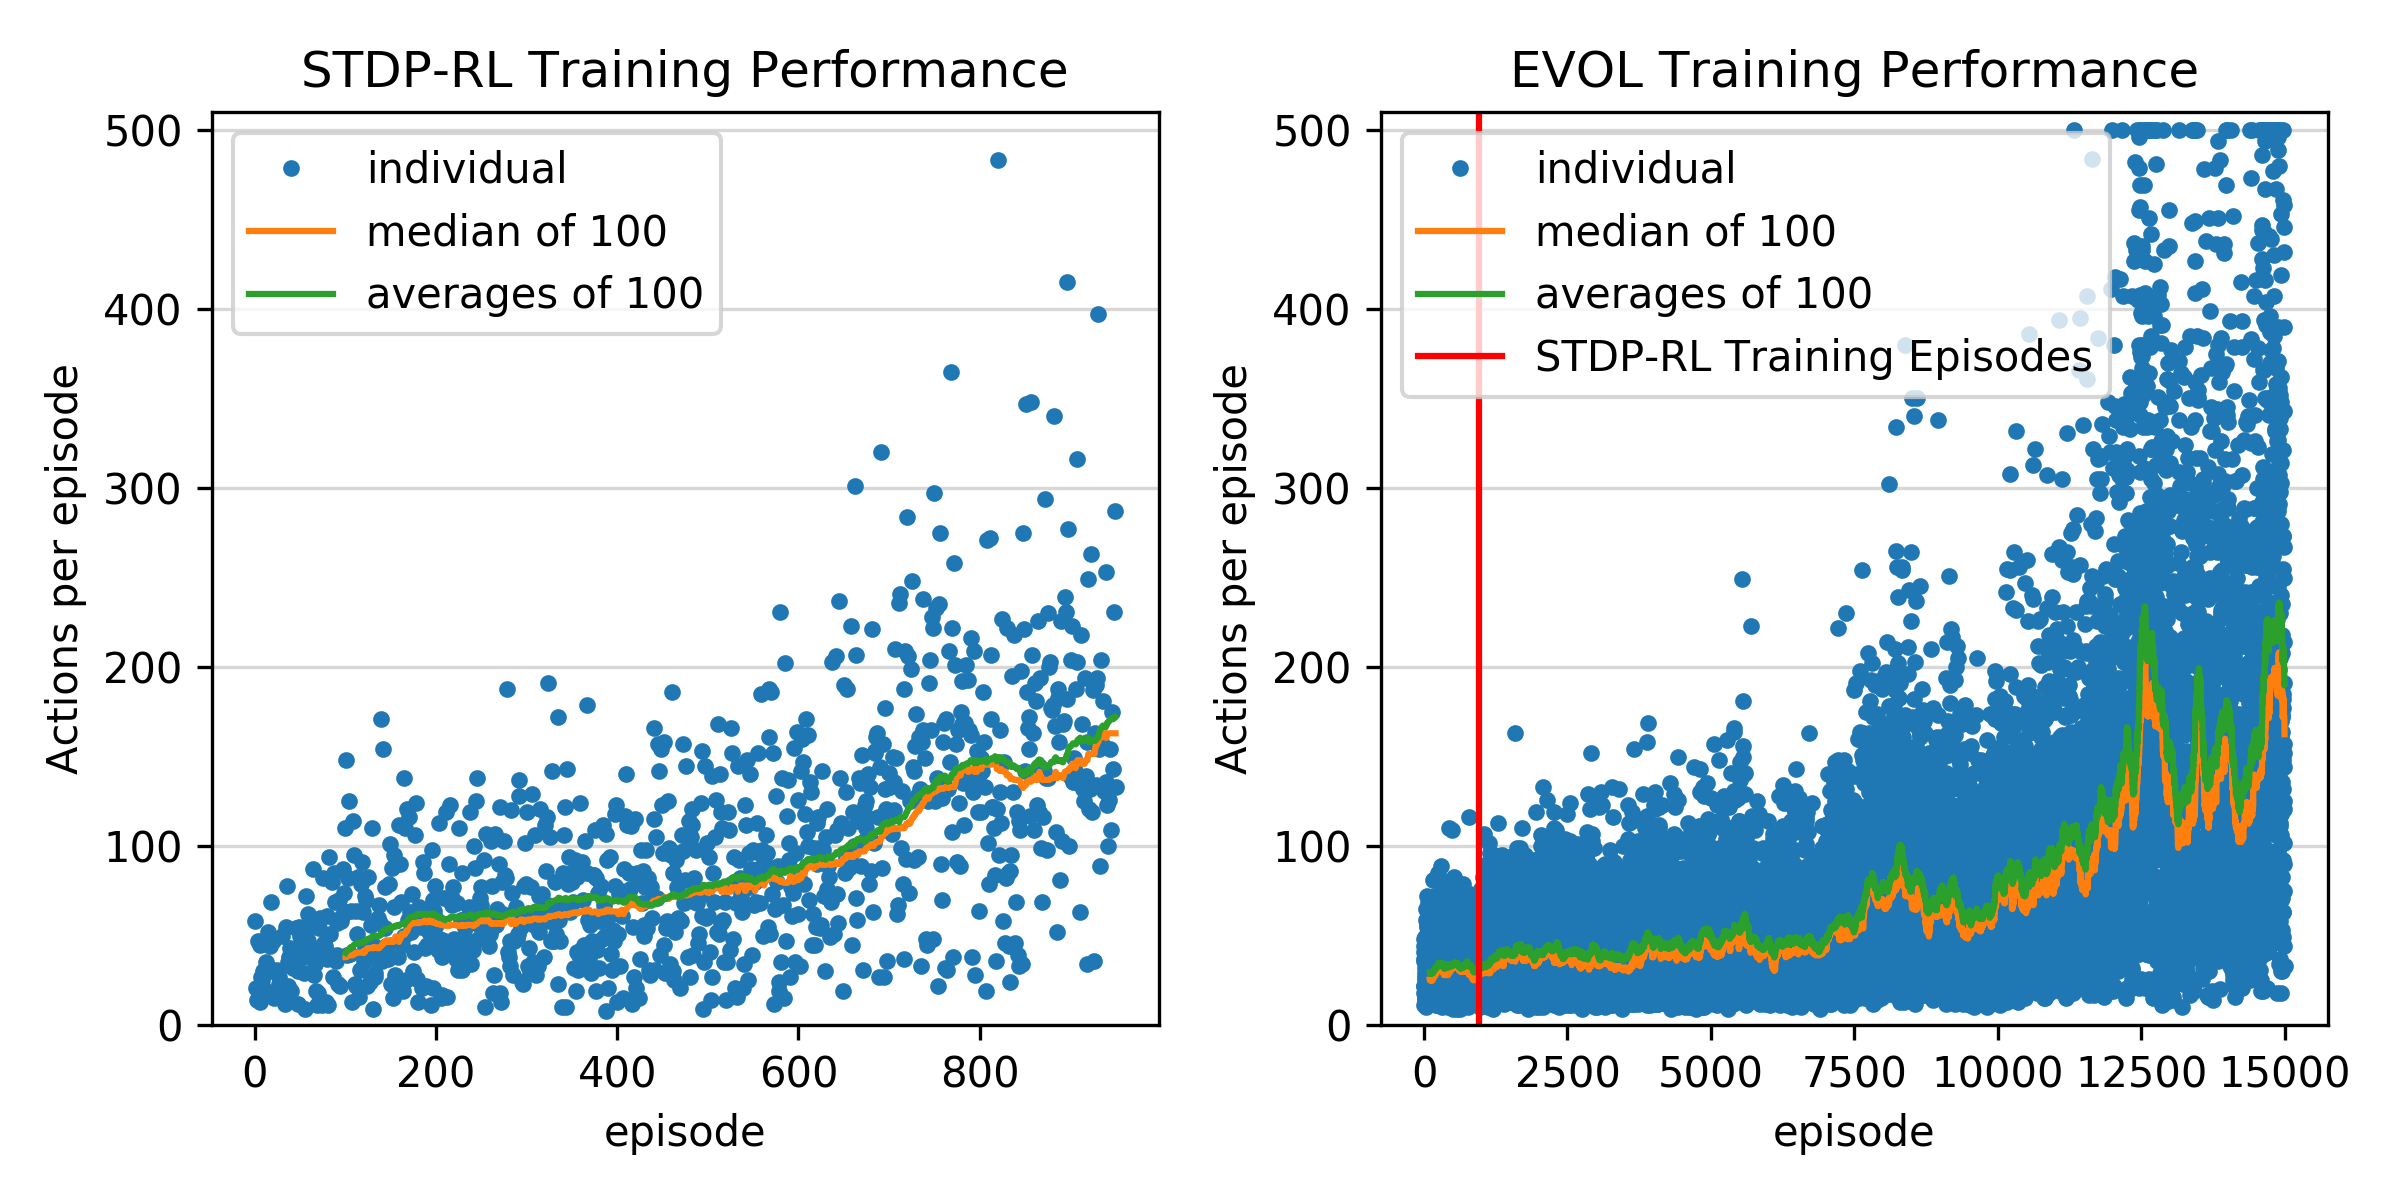 STDP-RL Training Performance
500
400
300
200
100
0
Actions per episode
individual
median of 100
averages of 100
0
200
400
600
800
episode
EVOL Training Performance
500
400
300
200
100
0
Actions per episode
individual
median of 100
averages of 100
STDP-RL Training Episodes
0
2500
5000
7500
10000
12500
15000
episode